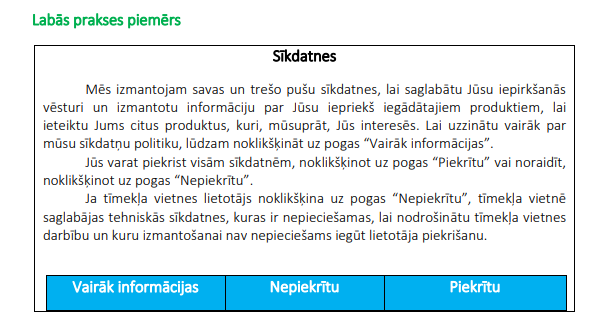 Labās prakses piemērs
Sīkdatnes
Mēs izmantojam savas un trešo pušu sīkdatnes, lai saglabātu Jūsu iepirkšanās
vēsturi un izmantotu informāciju par Jūsu iepriekš iegādātajiem produktiem, lai
ieteiktu Jums citus produktus, kuri, mūsuprāt, Jūs interesēs. Lai uzzinātu vairāk par
mūsu sīkdatņu politiku, lūdzam noklikšķināt uz pogas “Vairāk informācijas”.
Jūs varat piekrist visām sīkdatnēm, noklikšķinot uz pogas “Piekrītu” vai noraidīt,
noklikšķinot uz pogas “Nepiekrītu”.
Ja tīmekļa vietnes lietotājs noklikšķina uz pogas “Nepiekrītu”, tīmekļa vietnē
saglabājas tehniskās sīkdatnes, kuras ir nepieciešamas, lai nodrošinātu tīmekļa vietnes
darbību un kuru izmantošanai nav nepieciešams iegūt lietotāja piekrišanu.
Vairāk informācijas Nepiekrītu Piekrītu